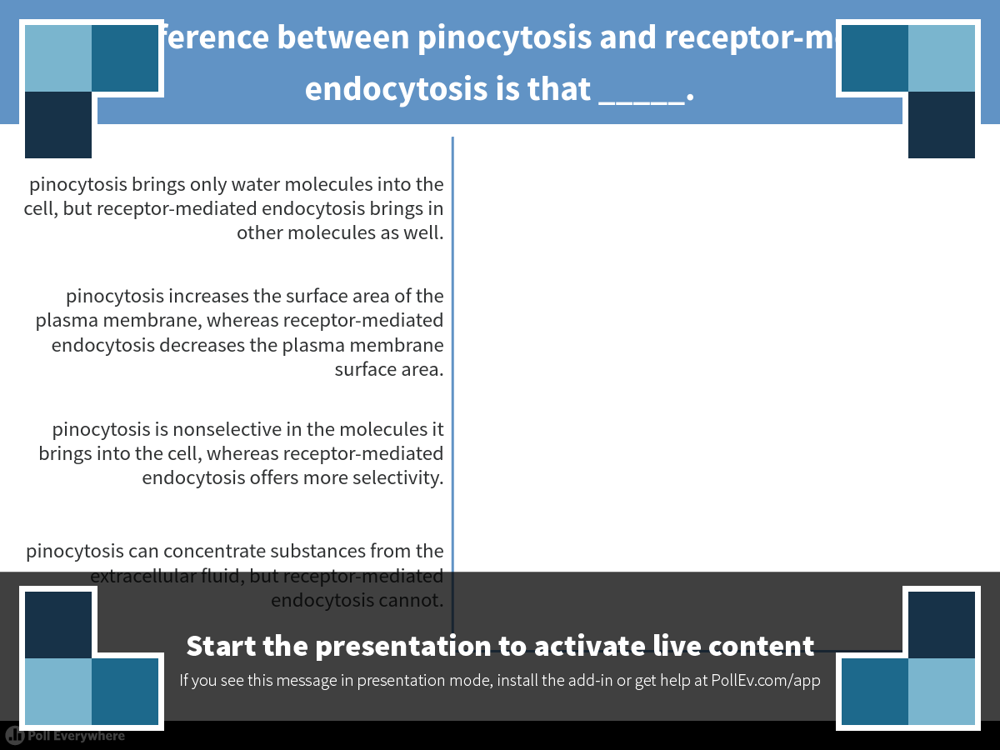 ference between pinocytosis and receptor-m
endocytosis is that _____.
pinocytosis brings only water molecules into the
cell, but receptor-mediated endocytosis brings in
other molecules as well.
pinocytosis increases the surface area of the
plasma membrane, whereas receptor-mediated
endocytosis decreases the plasma membrane
surface area.
pinocytosis is nonselective in the molecules it
brings into the cell, whereas receptor-mediated
endocytosis offers more selectivity.
pinocytosis can concentrate substances from the
extracellular fluid, but receptor-mediated
endocytosis cannot.
Start the presentation to activate live content
If you see this message in presentation mode, install the add-in or get help at PollEv.com/app
Poll Everywhere